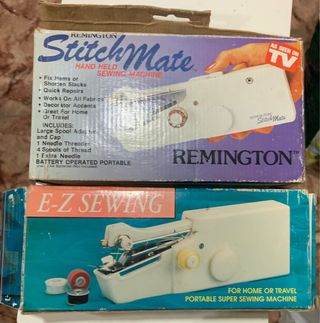 REMINGTON
Stitch Mate
HAND HELD
SEWING MACHINE
AS SEEN ON
TV
• Fix Hems or
Shorten Slacks
• Quick Repairs
• Works On All Fabrics
• Decorator Accents
• Great For Home
Or Travel
INCLUDES:
Large Spool Adapter
and Cap
1 Needle Threader
4 Spools of Thread
1 Extra Needle
BATTERY OPERATED PORTABLE
Stitch Mate
REMINGTON
E-Z SEWING
FOR HOME OR TRAVEL
PORTABLE SUPER SEWING MACHINE